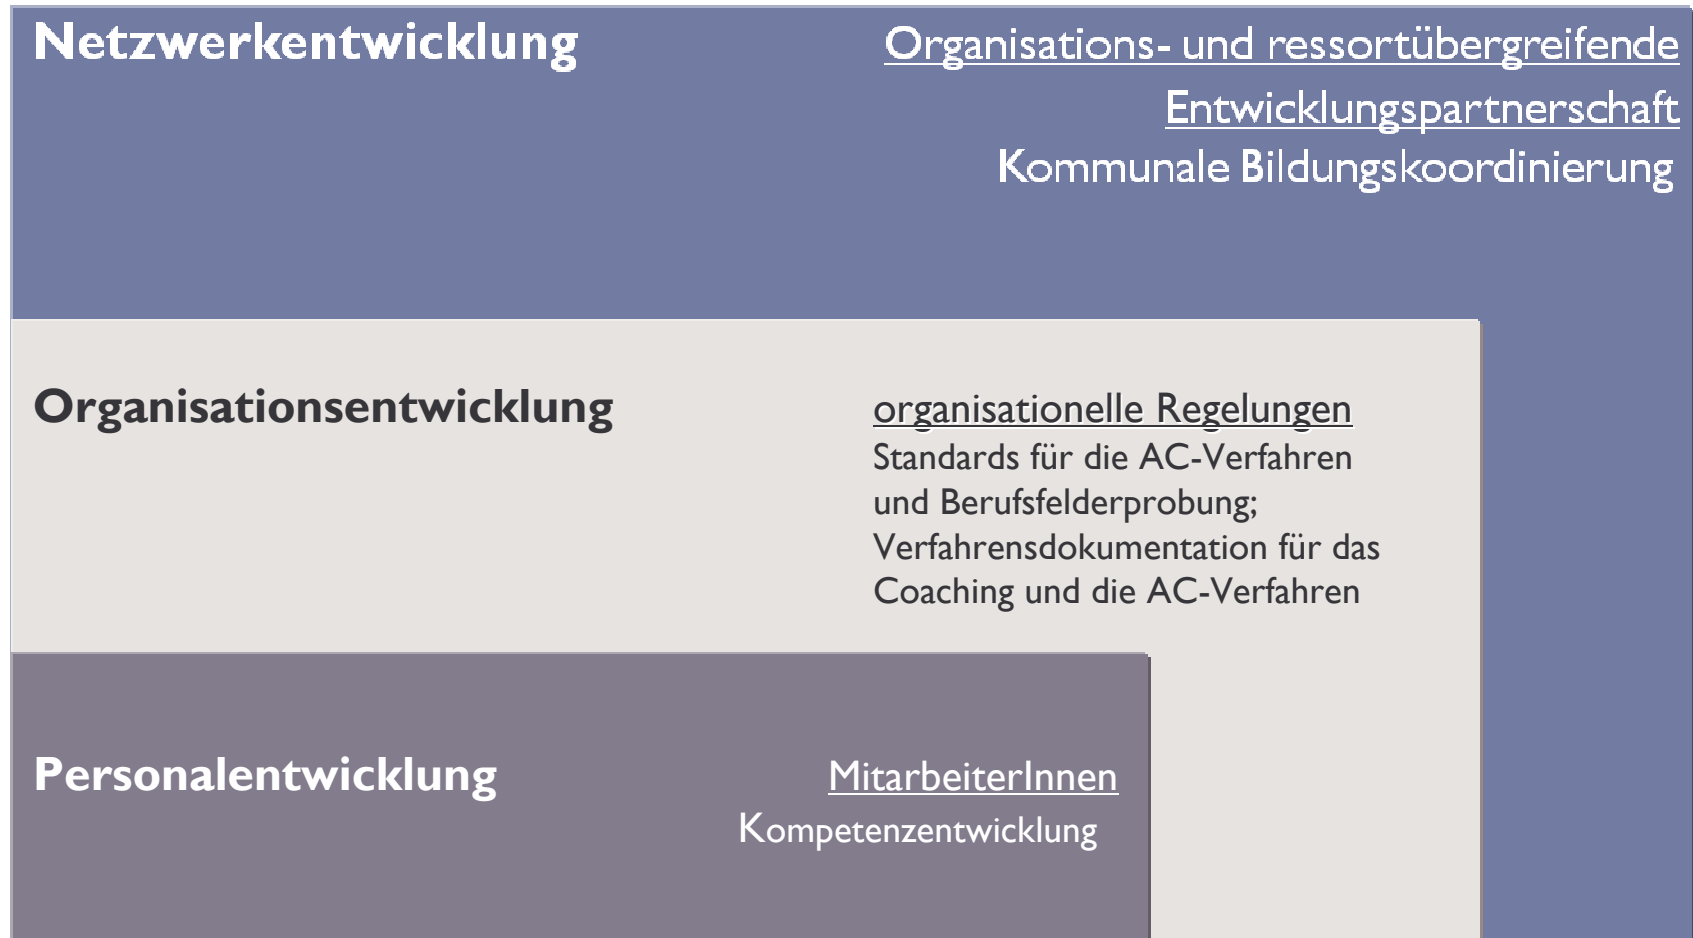 Netzwerkentwicklung
Organisations- und ressortübergreifende
Entwicklungspartnerschaft
Kommunale Bildungskoordinierung
Organisationsentwicklung
organisationelle Regelungen
Standards für die AC-Verfahren
und Berufsfelderprobung;
Verfahrensdokumentation für das
Coaching und die AC-Verfahren
Personalentwicklung
MitarbeiterInnen
Kompetenzentwicklung